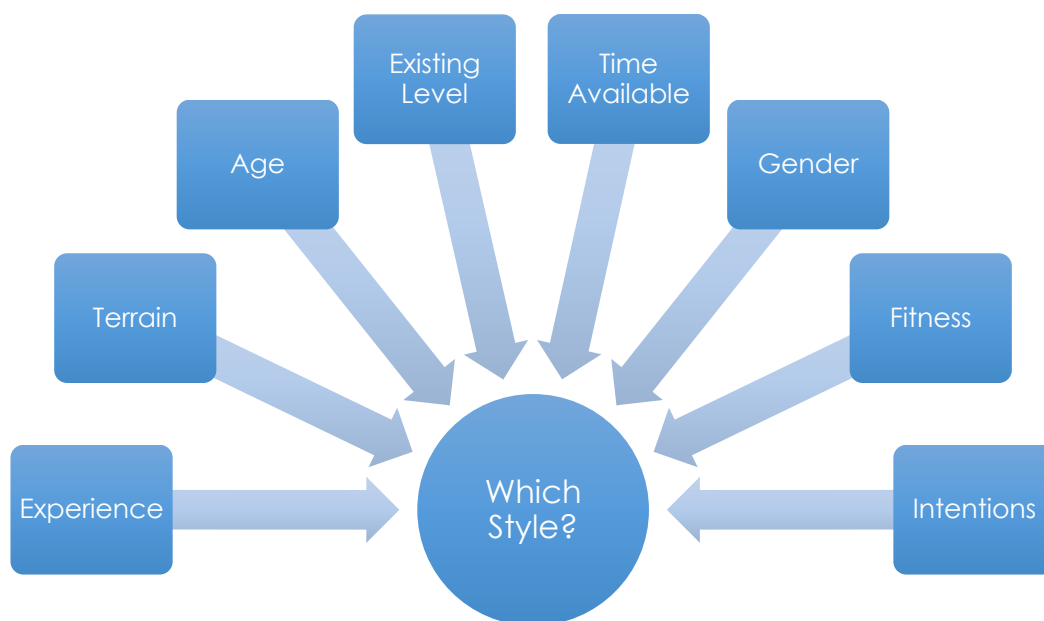 Existing
Level
Time
Available
Age
Gender
Terrain
Fitness
Experience
Which
Style?
Intentions